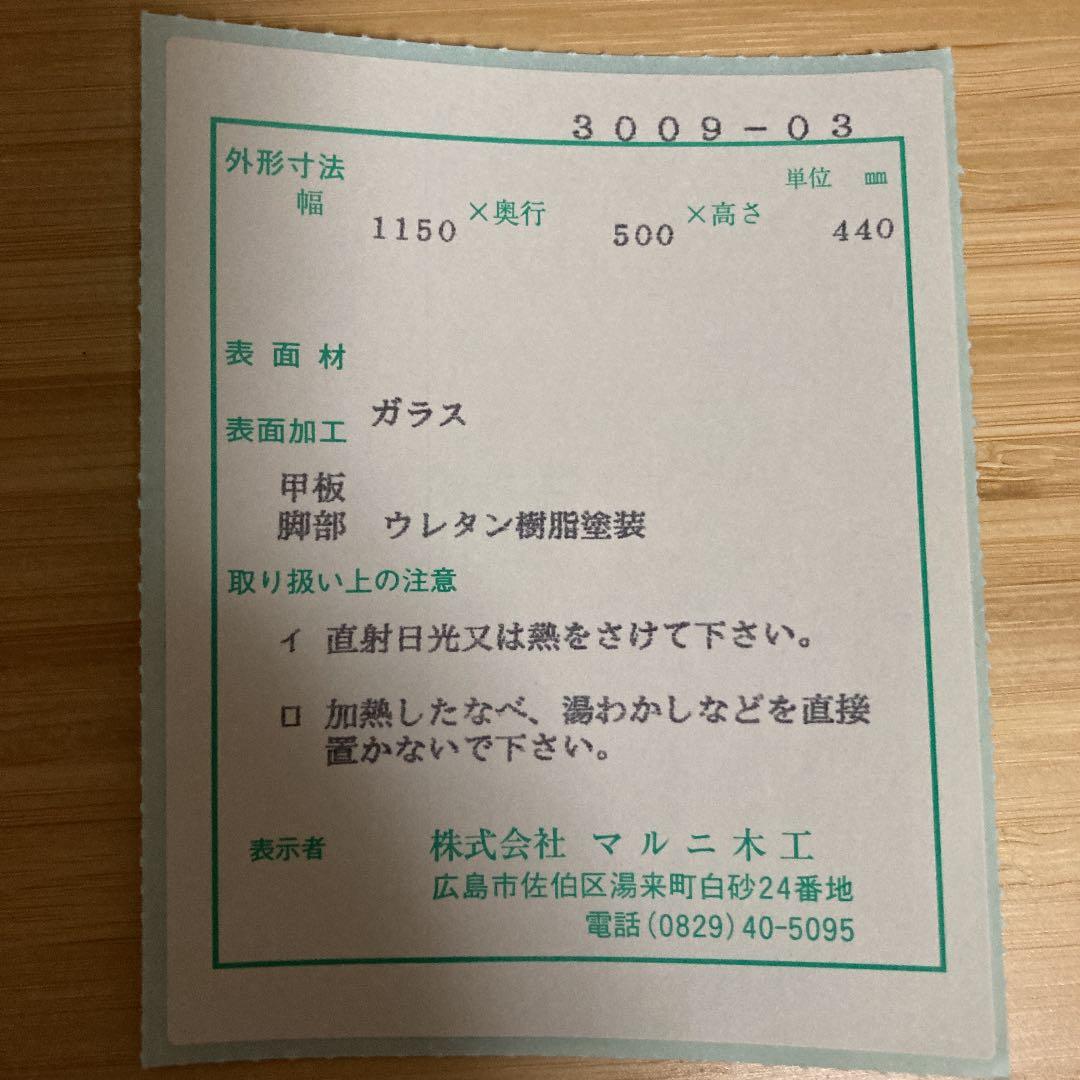 3009-03
外形寸法 単位 ㎜
幅 1150 ×奥行 500 ×高さ 440
表面材
ガラス
表面加工
甲板
脚部 ウレタン樹脂塗装
取り扱い上の注意
イ 直射日光又は熱をさけて下さい。
ロ 加熱したなべ、湯わかしなどを直接
置かないで下さい。
表示者 株式会社 マルニ木工
広島市佐伯区湯来町白砂24番地
電話(0829)40-5095